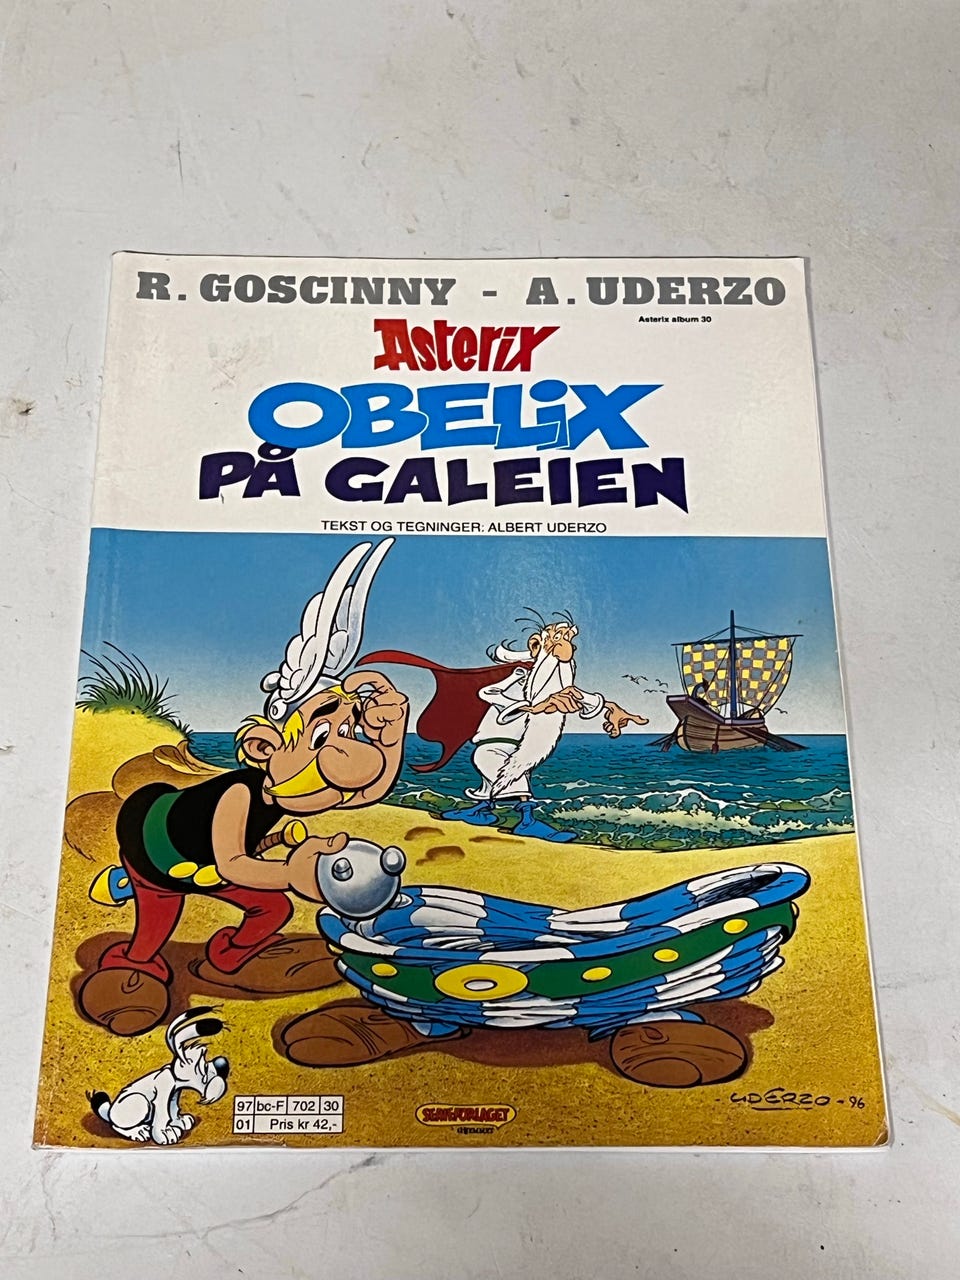 R. GOSCINNY - A. UDERZO
Asterix album 30
Asterix
OBELIX
PÅ GALEIEN
TEKST OG TEGNINGER: ALBERT UDERZO
97 bc-F 702 30
01 Pris kr 42,-
SERIEFORLAGET
- UDERZO - 96